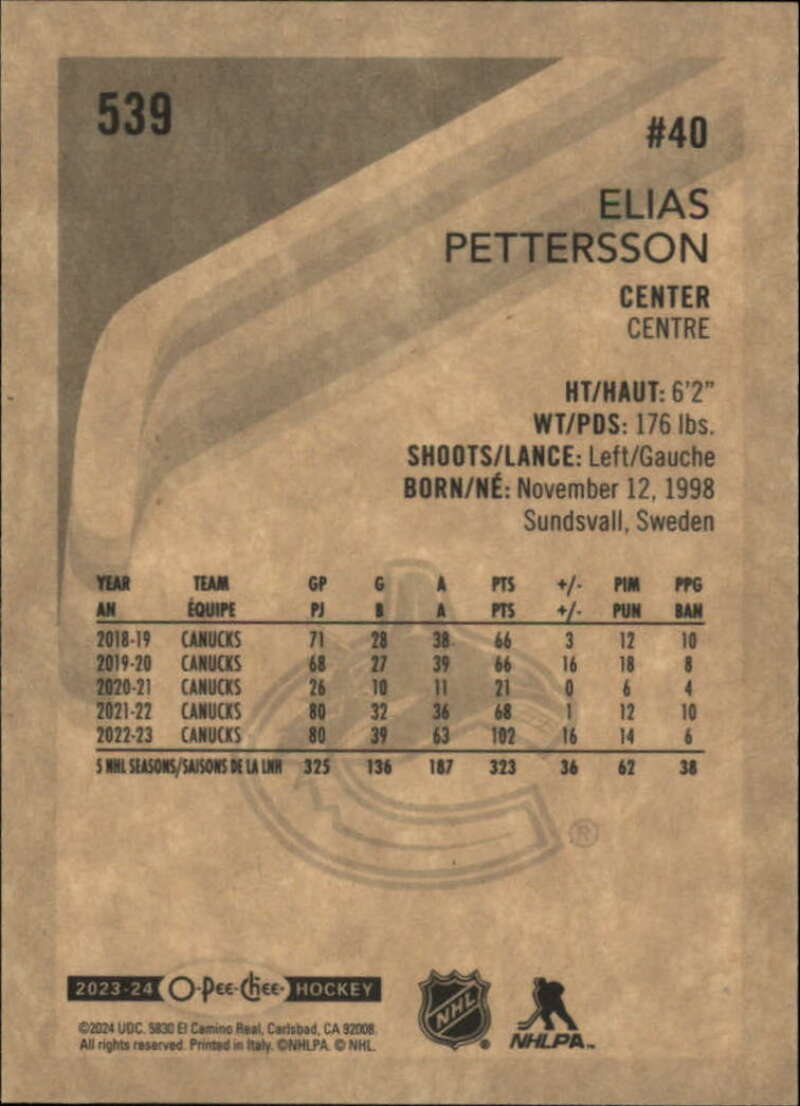 539
#40
ELIAS
PETTERSSON
CENTER
CENTRE
HT/HAUT: 6'2"
WT/PDS: 176 lbs.
SHOOTS/LANCE: Left/Gauche
BORN/NÉ: November 12, 1998
Sundsvall, Sweden
YEAR TEAM GP G A PTS +/- PIM PPG
AN ÉQUIPE PJ B A PTS +/- PUN BAN
2018-19 CANUCKS 71 28 38 66 3 12 10
2019-20 CANUCKS 68 27 39 66 16 18 8
2020-21 CANUCKS 26 10 11 21 0 6 4
2021-22 CANUCKS 80 32 36 68 1 12 10
2022-23 CANUCKS 80 39 63 102 16 14 6
5 NHL SEASONS/SAISONS DE LA LNH 325 136 187 323 36 62 38
®
2023-24 O-Pee-Chee HOCKEY
©2024 UDC. 5830 El Camino Real, Carlsbad, CA 92008.
All rights reserved. Printed in Italy. ©NHLPA. © NHL.
NHL ®
NHLPA™